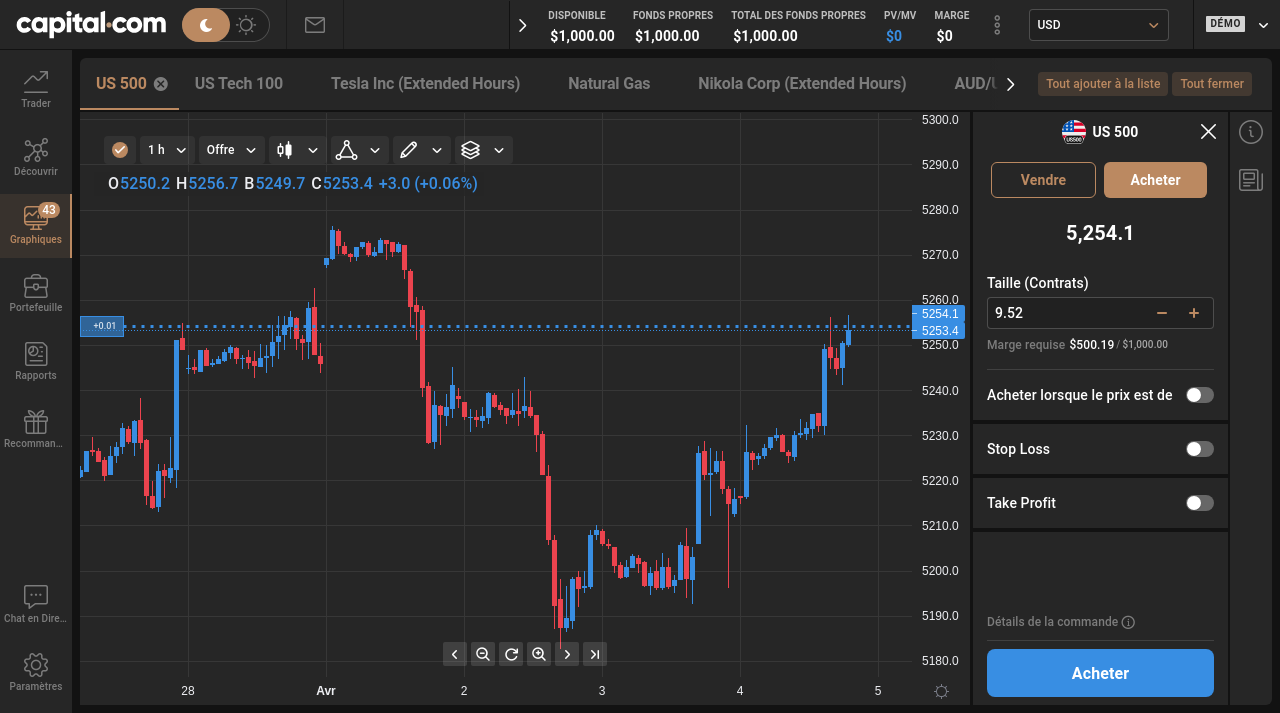 capital.com
DISPONIBLE FONDS PROPRES TOTAL DES FONDS PROPRES PV/MV MARGE
$1,000.00 $1,000.00 $1,000.00 $0 $0
USD
DÉMO
US 500 US Tech 100 Tesla Inc (Extended Hours) Natural Gas Nikola Corp (Extended Hours) AUD/
Tout ajouter à la liste Tout fermer
Trader
Découvrir
43
Graphiques
Portefeuille
Rapports
Recomman...
Chat en Dire...
Paramètres
1 h Offre
O5250.2 H5256.7 B5249.7 C5253.4 +3.0 (+0.06%)
+0.01
5300.0
5290.0
5280.0
5270.0
5260.0
5254.1
5253.4
5250.0
5240.0
5230.0
5220.0
5210.0
5200.0
5190.0
5180.0
28 Avr 2 3 4 5
US500
US 500
Vendre Acheter
5,254.1
Taille (Contrats)
9.52 − +
Marge requise $500.19 / $1,000.00
Acheter lorsque le prix est de
Stop Loss
Take Profit
Détails de la commande
Acheter